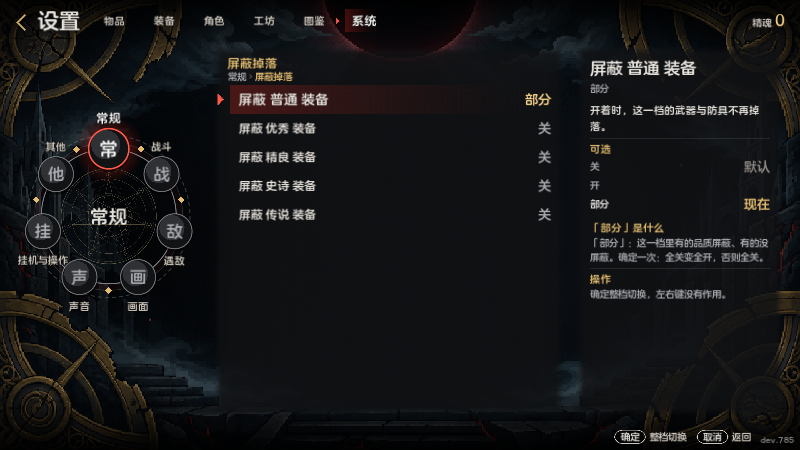 设置 物品 装备 角色 工坊 图鉴 系统 精魂 0
常规
常
其他
他
战斗
战
常规
挂
挂机与操作
敌
遇敌
声
声音
画
画面
屏蔽掉落
常规 · 屏蔽掉落
屏蔽 普通 装备 部分
屏蔽 优秀 装备 关
屏蔽 精良 装备 关
屏蔽 史诗 装备 关
屏蔽 传说 装备 关
屏蔽 普通 装备
部分
开着时，这一档的武器与防具不再掉
落。
可选
关 默认
开
部分 现在
「部分」是什么
「部分」：这一档里有的品质屏蔽、有的没
屏蔽。确定一次：全关变全开，否则全关。
操作
确定整档切换，左右键没有作用。
确定 整档切换 取消 返回 dev.785